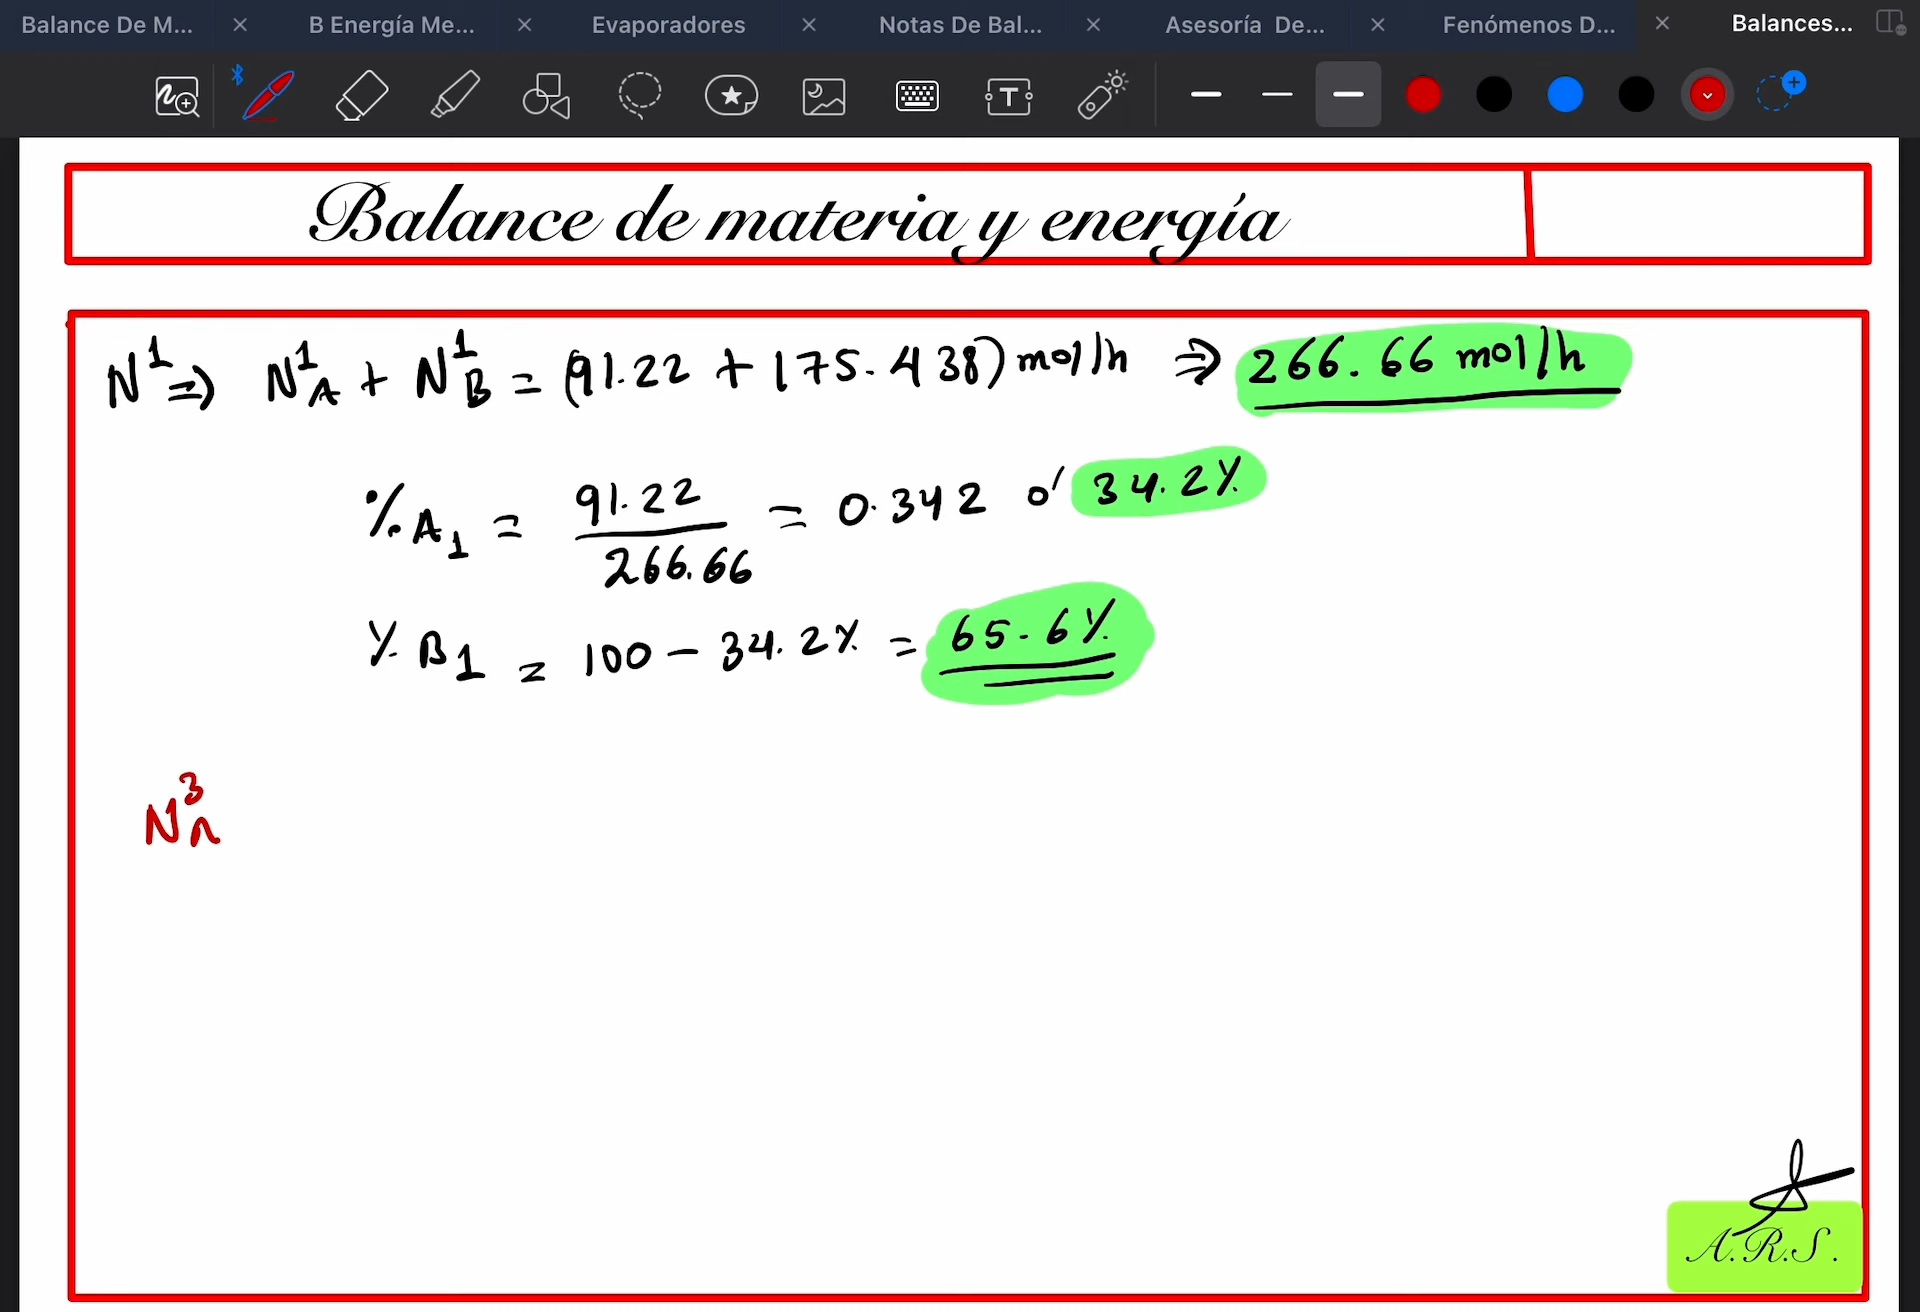 Balance De M... × B Energía Me... × Evaporadores × Notas De Bal... × Asesoría De... × Fenómenos D... × Balances...
T
Balance de materia y energía
N¹ ⇒ N¹A + N¹B = (91.22 + 175.438) mol/h ⇒ 266.66 mol/h
%A₁ = 91.22 / 266.66 = 0.342 ó 34.2%
% B1 = 100 - 34.2% = 65.6%
N³A
A.R.S.